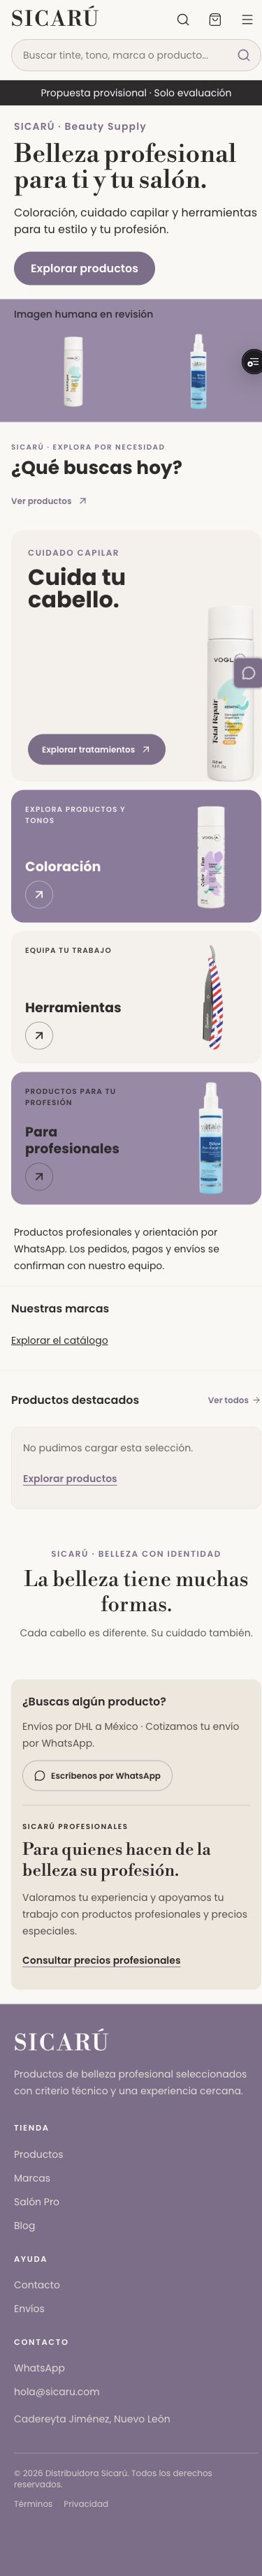 SICARÚ
Buscar tinte, tono, marca o producto...
Propuesta provisional · Solo evaluación
SICARÚ · Beauty Supply
Belleza profesional
para ti y tu salón.
Coloración, cuidado capilar y herramientas
para tu estilo y tu profesión.
Explorar productos
Imagen humana en revisión
SICARÚ · EXPLORA POR NECESIDAD
¿Qué buscas hoy?
Ver productos
CUIDADO CAPILAR
Cuida tu
cabello.
Total Repair
Explorar tratamientos
EXPLORA PRODUCTOS Y
TONOS
Coloración
EQUIPA TU TRABAJO
Herramientas
PRODUCTOS PARA TU
PROFESIÓN
Para
profesionales
Productos profesionales y orientación por
WhatsApp. Los pedidos, pagos y envíos se
confirman con nuestro equipo.
Nuestras marcas
Explorar el catálogo
Productos destacados
Ver todos →
No pudimos cargar esta selección.
Explorar productos
SICARÚ · BELLEZA CON IDENTIDAD
La belleza tiene muchas
formas.
Cada cabello es diferente. Su cuidado también.
¿Buscas algún producto?
Envíos por DHL a México · Cotizamos tu envío
por WhatsApp.
Escríbenos por WhatsApp
SICARÚ PROFESIONALES
Para quienes hacen de la
belleza su profesión.
Valoramos tu experiencia y apoyamos tu
trabajo con productos profesionales y precios
especiales.
Consultar precios profesionales
SICARÚ
Productos de belleza profesional seleccionados
con criterio técnico y una experiencia cercana.
TIENDA
Productos
Marcas
Salón Pro
Blog
AYUDA
Contacto
Envíos
CONTACTO
WhatsApp
hola@sicaru.com
Cadereyta Jiménez, Nuevo León
© 2026 Distribuidora Sicarú. Todos los derechos
reservados.
Términos Privacidad